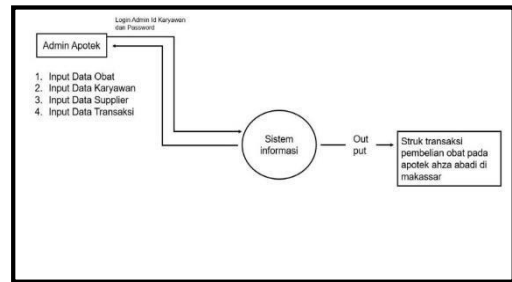 Login Admin Id Karyawan
dan Password
Admin Apotek
1. Input Data Obat
2. Input Data Karyawan
3. Input Data Supplier
4. Input Data Transaksi
Sistem
informasi
Out
put
Struk transaksi
pembelian obat pada
apotek ahza abadi di
makassar